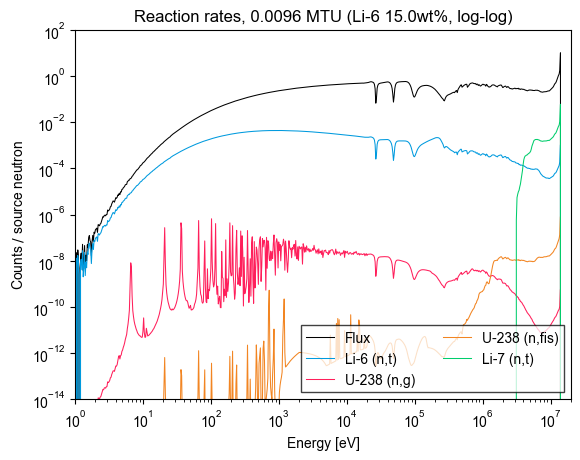 Reaction rates, 0.0096 MTU (Li-6 15.0wt%, log-log)
Counts / source neutron
10^2
10^0
10^−2
10^−4
10^−6
10^−8
10^−10
10^−12
10^−14
Flux
Li-6 (n,t)
U-238 (n,g)
U-238 (n,fis)
Li-7 (n,t)
10^0 10^1 10^2 10^3 10^4 10^5 10^6 10^7
Energy [eV]